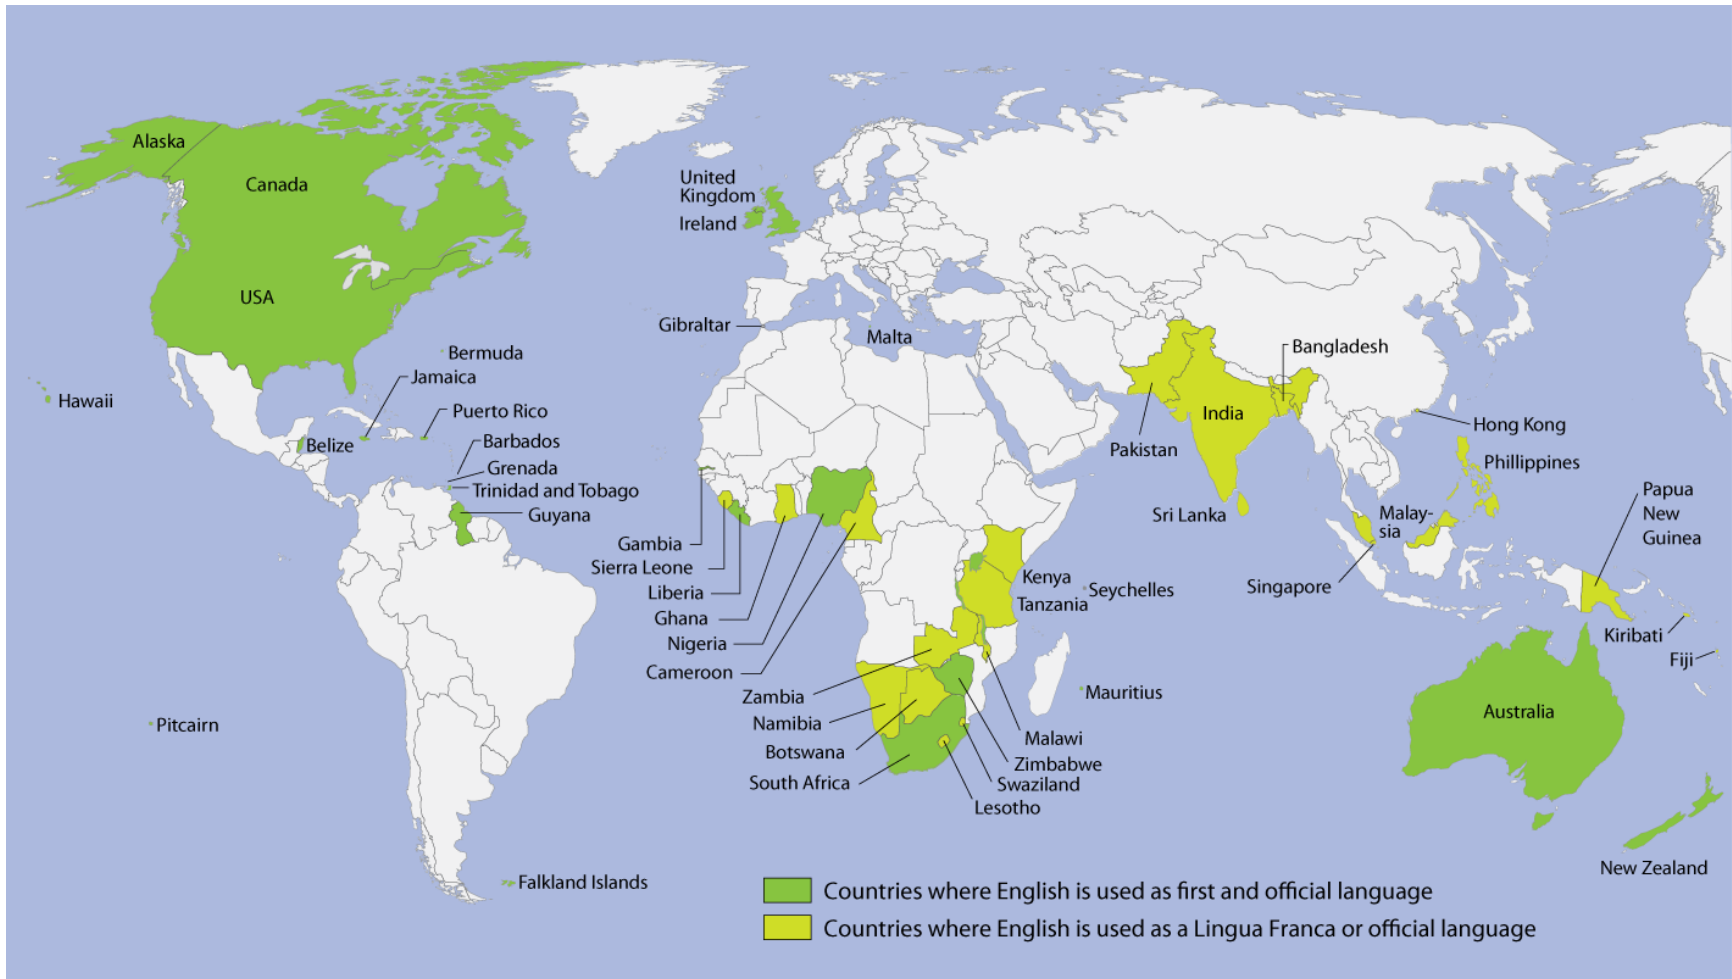 Alaska
Canada
USA
Hawaii
Bermuda
Jamaica
Puerto Rico
Belize
Barbados
Grenada
Trinidad and Tobago
Guyana
Pitcairn
Falkland Islands
United
Kingdom
Ireland
Gibraltar
Malta
Gambia
Sierra Leone
Liberia
Ghana
Nigeria
Cameroon
Zambia
Namibia
Botswana
South Africa
Kenya
Tanzania
Seychelles
Mauritius
Malawi
Zimbabwe
Swaziland
Lesotho
Bangladesh
India
Pakistan
Sri Lanka
Hong Kong
Phillippines
Malay-
sia
Singapore
Papua
New
Guinea
Kiribati
Fiji
Australia
New Zealand
Countries where English is used as first and official language
Countries where English is used as a Lingua Franca or official language